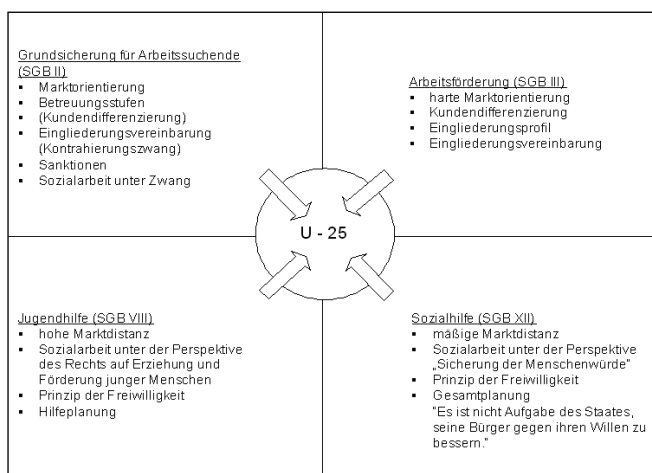 Grundsicherung für Arbeitssuchende
(SGB II)
▪ Marktorientierung
▪ Betreuungsstufen
▪ (Kundendifferenzierung)
▪ Eingliederungsvereinbarung
(Kontrahierungszwang)
▪ Sanktionen
▪ Sozialarbeit unter Zwang
Arbeitsförderung (SGB III)
▪ harte Marktorientierung
▪ Kundendifferenzierung
▪ Eingliederungsprofil
▪ Eingliederungsvereinbarung
U - 25
Jugendhilfe (SGB VIII)
▪ hohe Marktdistanz
▪ Sozialarbeit unter der Perspektive
des Rechts auf Erziehung und
Förderung junger Menschen
▪ Prinzip der Freiwilligkeit
▪ Hilfeplanung
Sozialhilfe (SGB XII)
▪ mäßige Marktdistanz
▪ Sozialarbeit unter der Perspektive
„Sicherung der Menschenwürde"
▪ Prinzip der Freiwilligkeit
▪ Gesamtplanung
"Es ist nicht Aufgabe des Staates,
seine Bürger gegen ihren Willen zu
bessern."